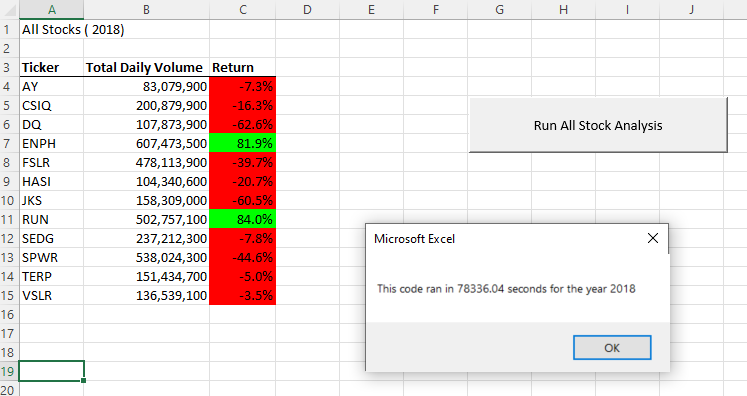 A B C D E F G H I J
1 All Stocks ( 2018)
2
3 Ticker Total Daily Volume Return
4 AY 83,079,900 -7.3%
5 CSIQ 200,879,900 -16.3%
6 DQ 107,873,900 -62.6%
7 ENPH 607,473,500 81.9%
8 FSLR 478,113,900 -39.7%
9 HASI 104,340,600 -20.7%
10 JKS 158,309,000 -60.5%
11 RUN 502,757,100 84.0%
12 SEDG 237,212,300 -7.8%
13 SPWR 538,024,300 -44.6%
14 TERP 151,434,700 -5.0%
15 VSLR 136,539,100 -3.5%
16
17
18
19
20
Run All Stock Analysis
Microsoft Excel
This code ran in 78336.04 seconds for the year 2018
OK